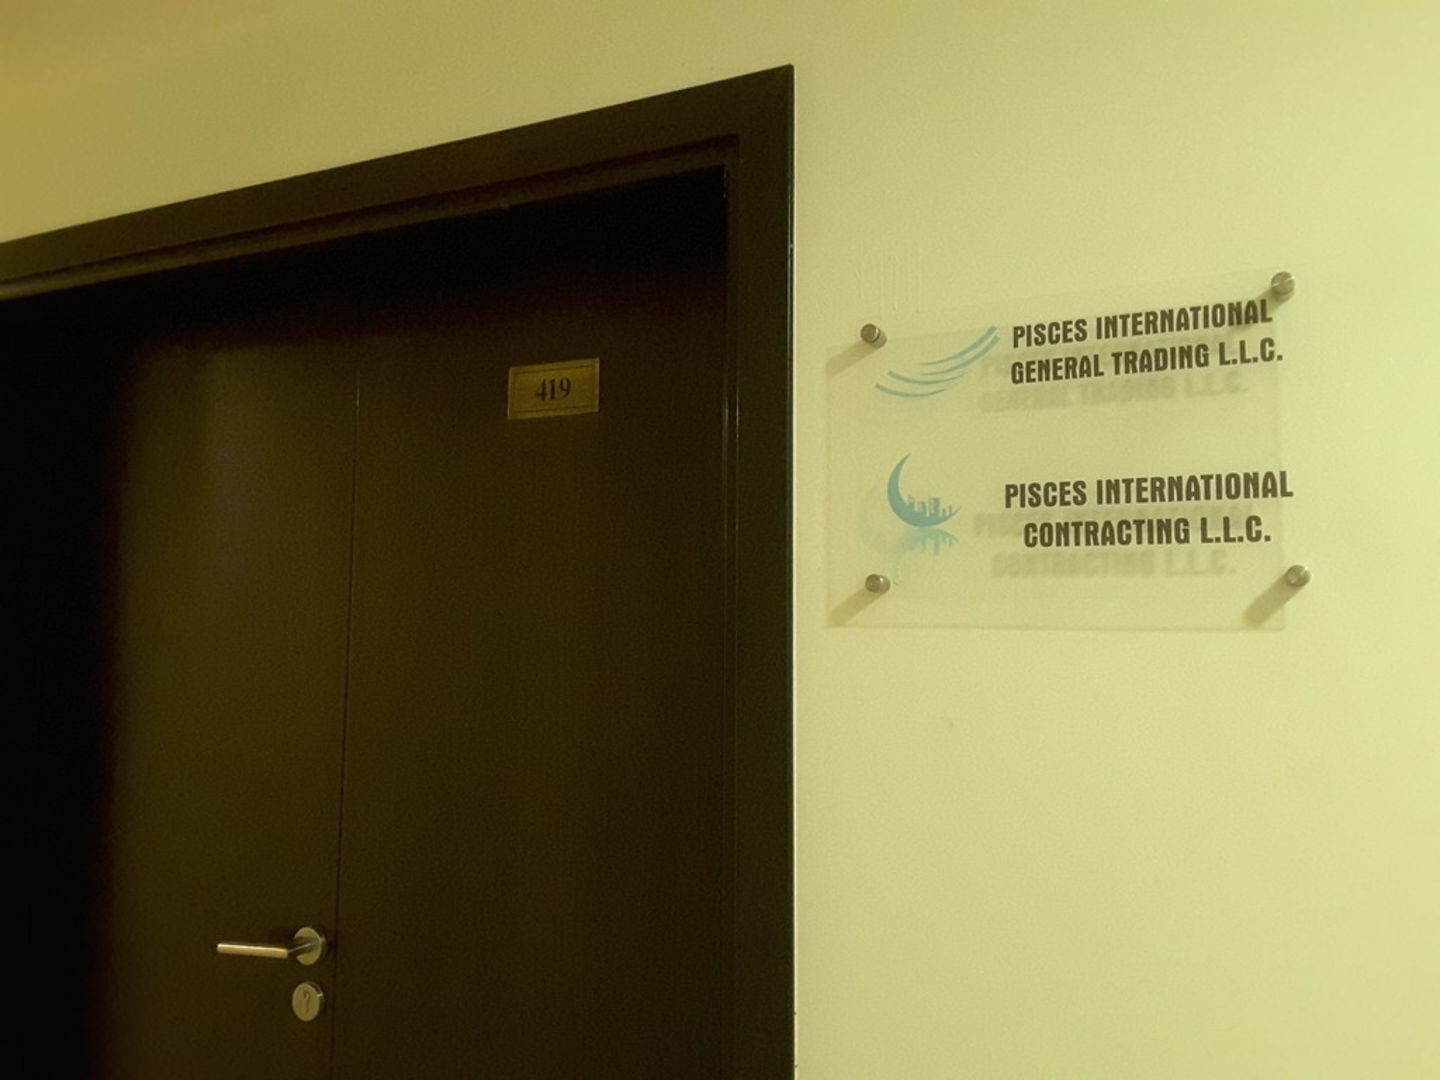 419
PISCES INTERNATIONAL
GENERAL TRADING L.L.C.
PISCES INTERNATIONAL
CONTRACTING L.L.C.